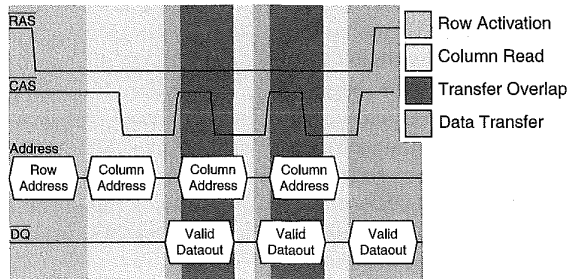 RAS
Row Activation
Column Read
CAS
Transfer Overlap
Data Transfer
Address
Row
Address
Column
Address
Column
Address
Column
Address
DQ
Valid
Dataout
Valid
Dataout
Valid
Dataout